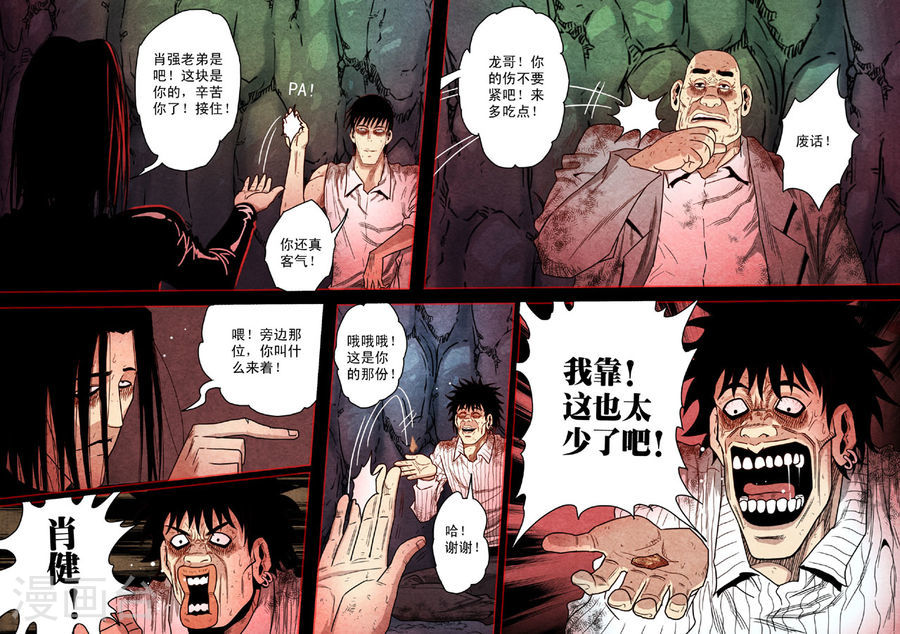 肖强老弟是
吧！这块是
你的，辛苦
你了！接住！
PA！
你还真
客气！
龙哥！你
的伤不要
紧吧！来
多吃点！
废话！
喂！旁边那
位，你叫什
么来着！
肖
健
！
哦哦哦！
这是你
的那份！
哈！
谢谢！
我靠！
这也太
少了吧！
漫画台